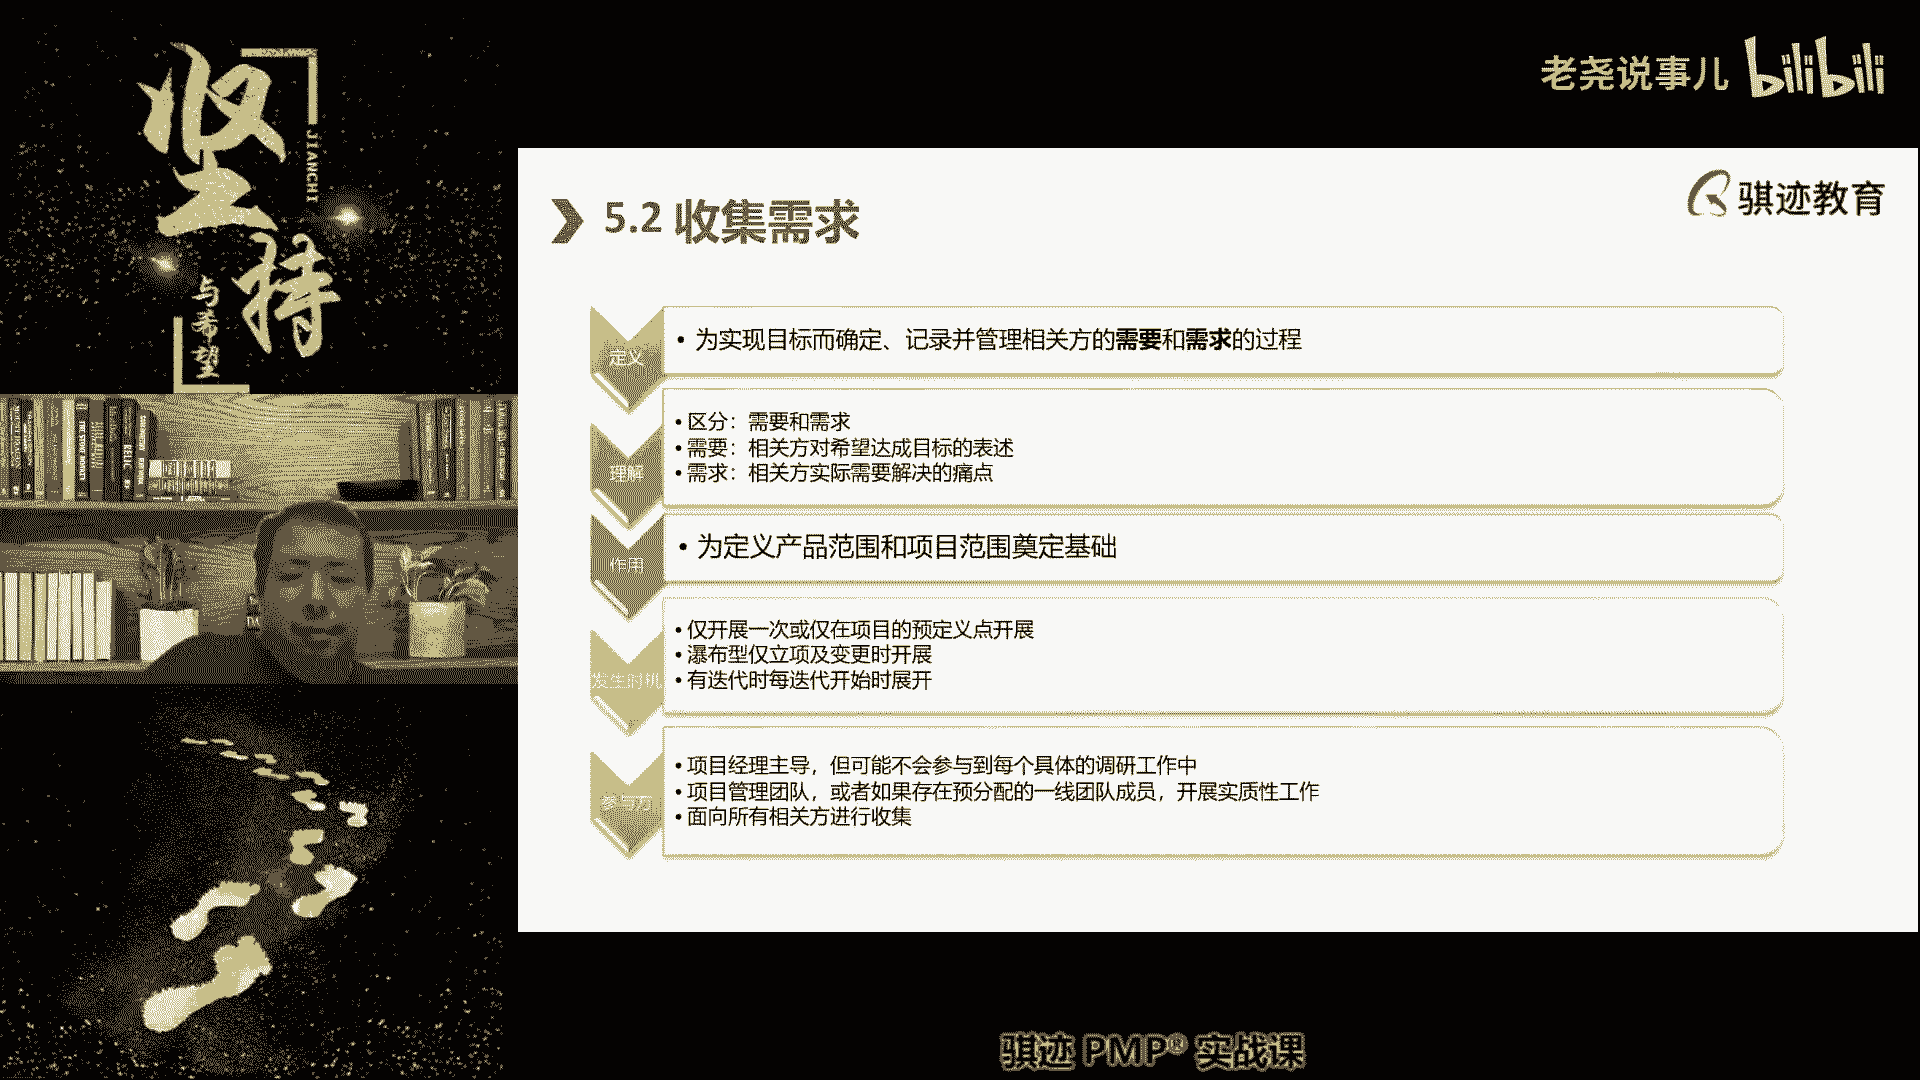 坚持
JIANCHI
与希望
老尧说事儿 bilibili
骐迹教育
5.2 收集需求
定义
• 为实现目标而确定、记录并管理相关方的需要和需求的过程
理解
• 区分：需要和需求
• 需要：相关方对希望达成目标的表述
• 需求：相关方实际需要解决的痛点
作用
• 为定义产品范围和项目范围奠定基础
发生时机
• 仅开展一次或仅在项目的预定义点开展
• 瀑布型仅立项及变更时开展
• 有迭代时每迭代开始时展开
参与方
• 项目经理主导，但可能不会参与到每个具体的调研工作中
• 项目管理团队，或者如果存在预分配的一线团队成员，开展实质性工作
• 面向所有相关方进行收集
骐迹 PMP® 实战课